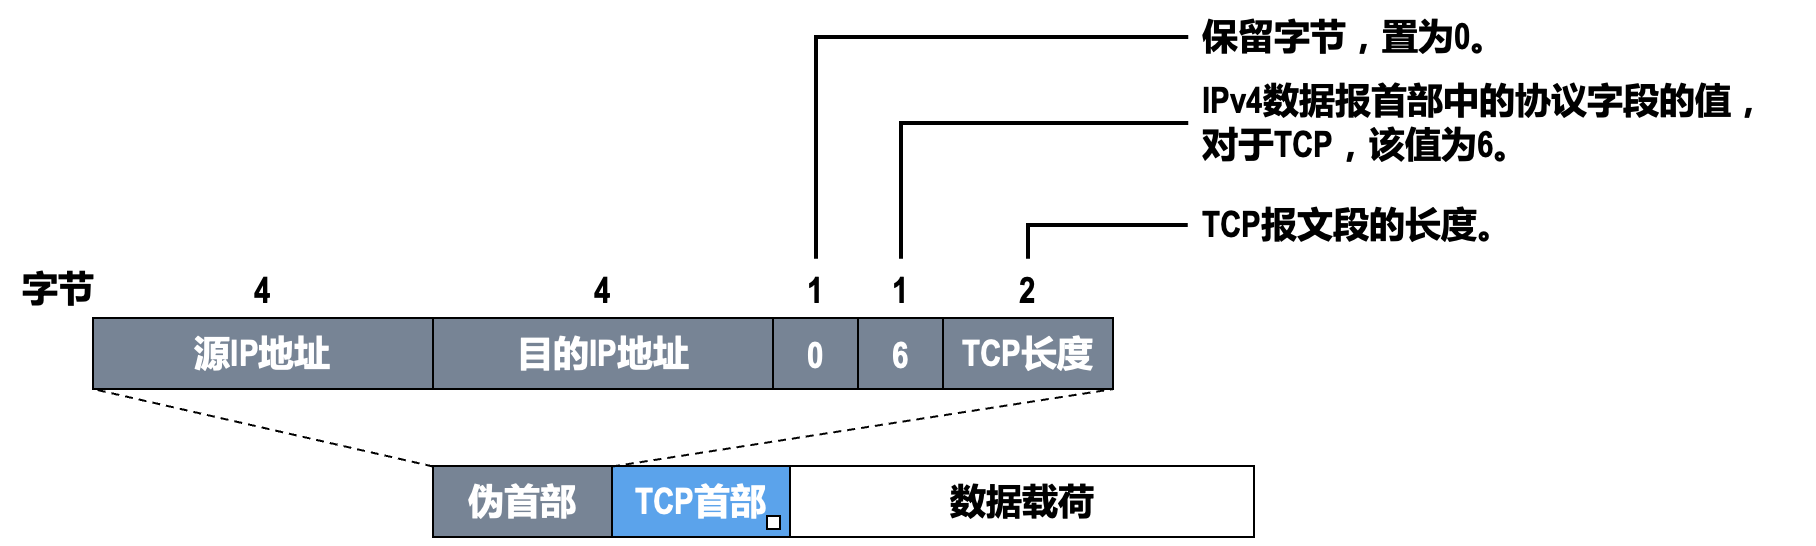 保留字节，置为0。
IPv4数据报首部中的协议字段的值，
对于TCP，该值为6。
TCP报文段的长度。
字节 4 4 1 1 2
源IP地址 目的IP地址 0 6 TCP长度
伪首部 TCP首部 数据载荷